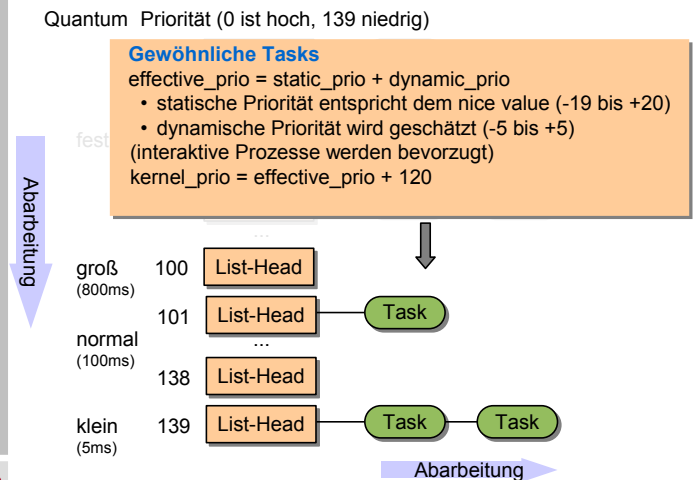 Quantum Priorität (0 ist hoch, 139 niedrig)
Gewöhnliche Tasks
effective_prio = static_prio + dynamic_prio
• statische Priorität entspricht dem nice value (-19 bis +20)
• dynamische Priorität wird geschätzt (-5 bis +5)
(interaktive Prozesse werden bevorzugt)
kernel_prio = effective_prio + 120
fest
Abarbeitung
...
groß 100 List-Head
(800ms)
101 List-Head Task
normal ...
(100ms)
138 List-Head
klein 139 List-Head Task Task
(5ms)
Abarbeitung